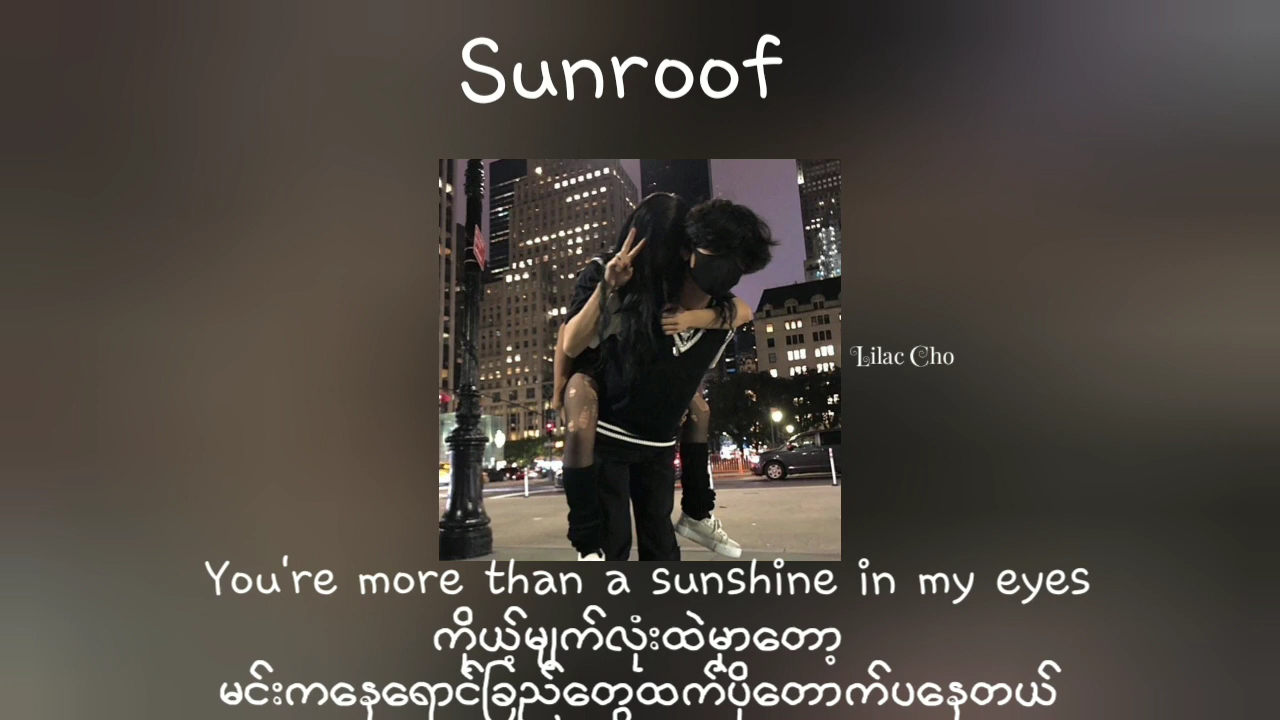 Sunroof
Lilac Cho
You're more than a sunshine in my eyes
ကိုယ့်မျက်လုံးထဲမှာတော့
မင်းကနေရောင်ခြည်တွေထက်ပိုတောက်ပနေတယ်